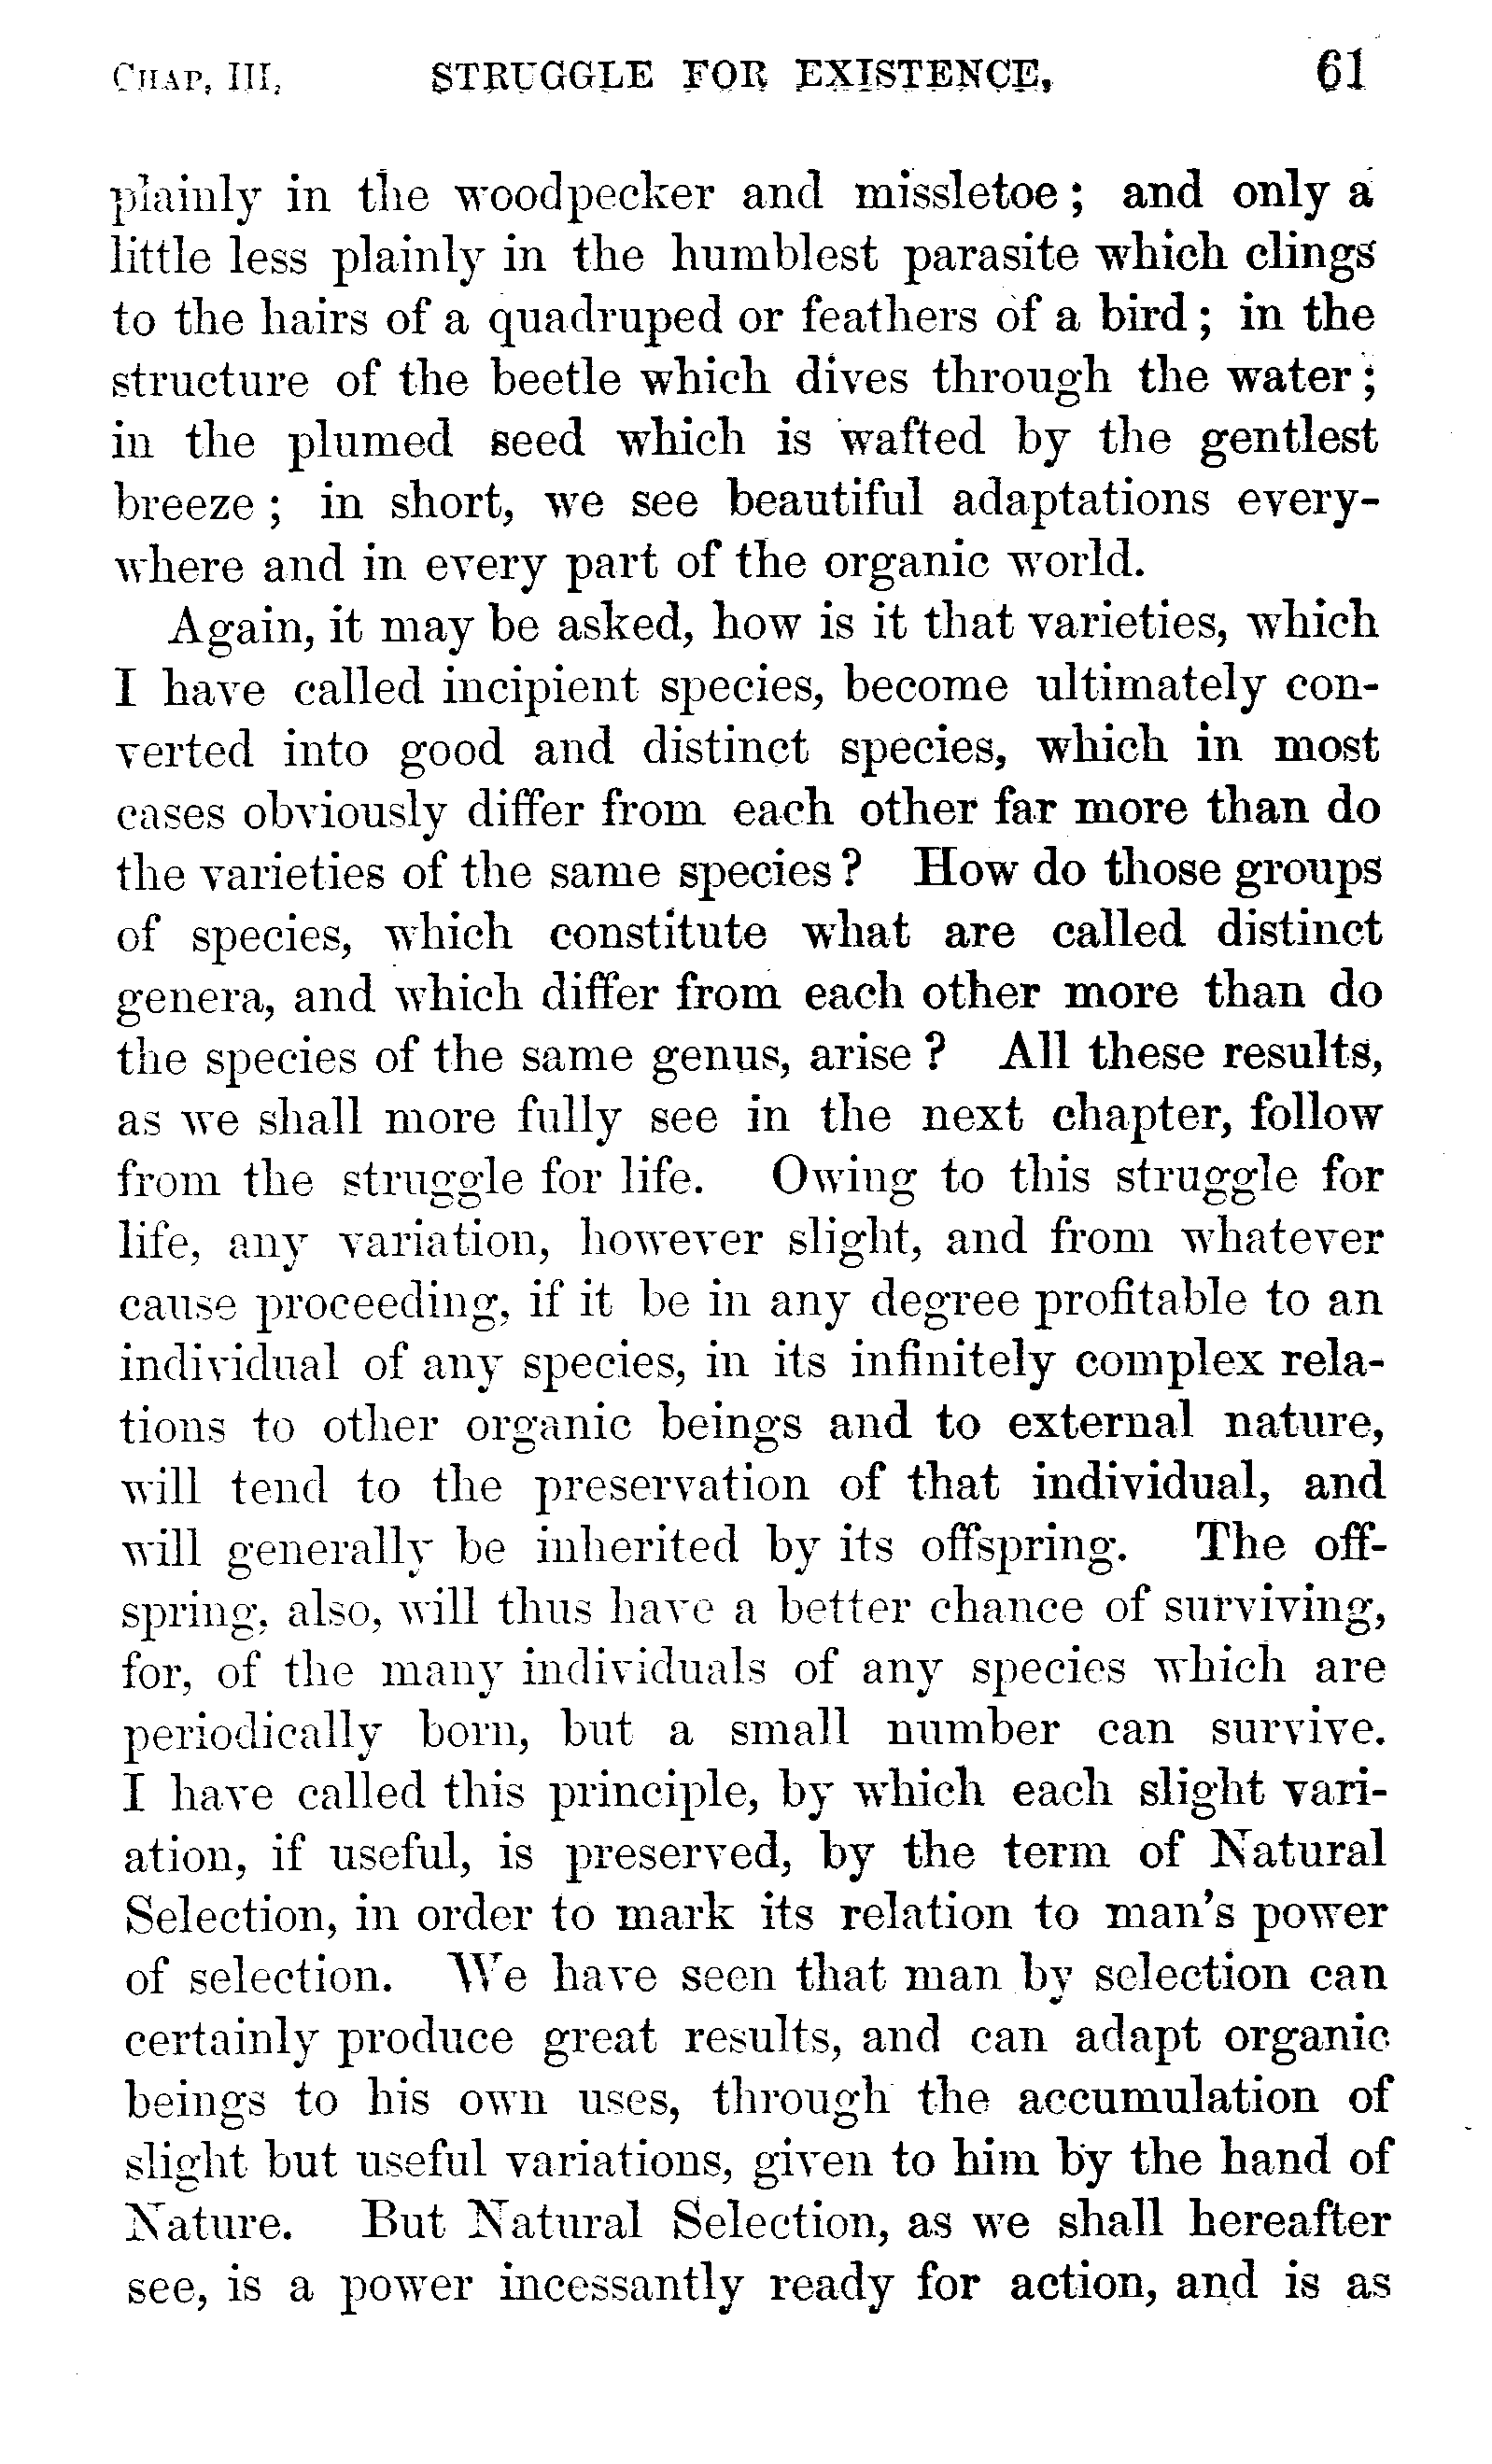 CHAP. III. STRUGGLE FOR EXISTENCE. 61
plainly in the woodpecker and missletoe; and only a
little less plainly in the humblest parasite which clings
to the hairs of a quadruped or feathers of a bird; in the
structure of the beetle which dives through the water;
in the plumed seed which is wafted by the gentlest
breeze; in short, we see beautiful adaptations every-
where and in every part of the organic world.
Again, it may be asked, how is it that varieties, which
I have called incipient species, become ultimately con-
verted into good and distinct species, which in most
cases obviously differ from each other far more than do
the varieties of the same species? How do those groups
of species, which constitute what are called distinct
genera, and which differ from each other more than do
the species of the same genus, arise? All these results,
as we shall more fully see in the next chapter, follow
from the struggle for life. Owing to this struggle for
life, any variation, however slight, and from whatever
cause proceeding, if it be in any degree profitable to an
individual of any species, in its infinitely complex rela-
tions to other organic beings and to external nature,
will tend to the preservation of that individual, and
will generally be inherited by its offspring. The off-
spring, also, will thus have a better chance of surviving,
for, of the many individuals of any species which are
periodically born, but a small number can survive.
I have called this principle, by which each slight vari-
ation, if useful, is preserved, by the term of Natural
Selection, in order to mark its relation to man's power
of selection. We have seen that man by selection can
certainly produce great results, and can adapt organic
beings to his own uses, through the accumulation of
slight but useful variations, given to him by the hand of
Nature. But Natural Selection, as we shall hereafter
see, is a power incessantly ready for action, and is as